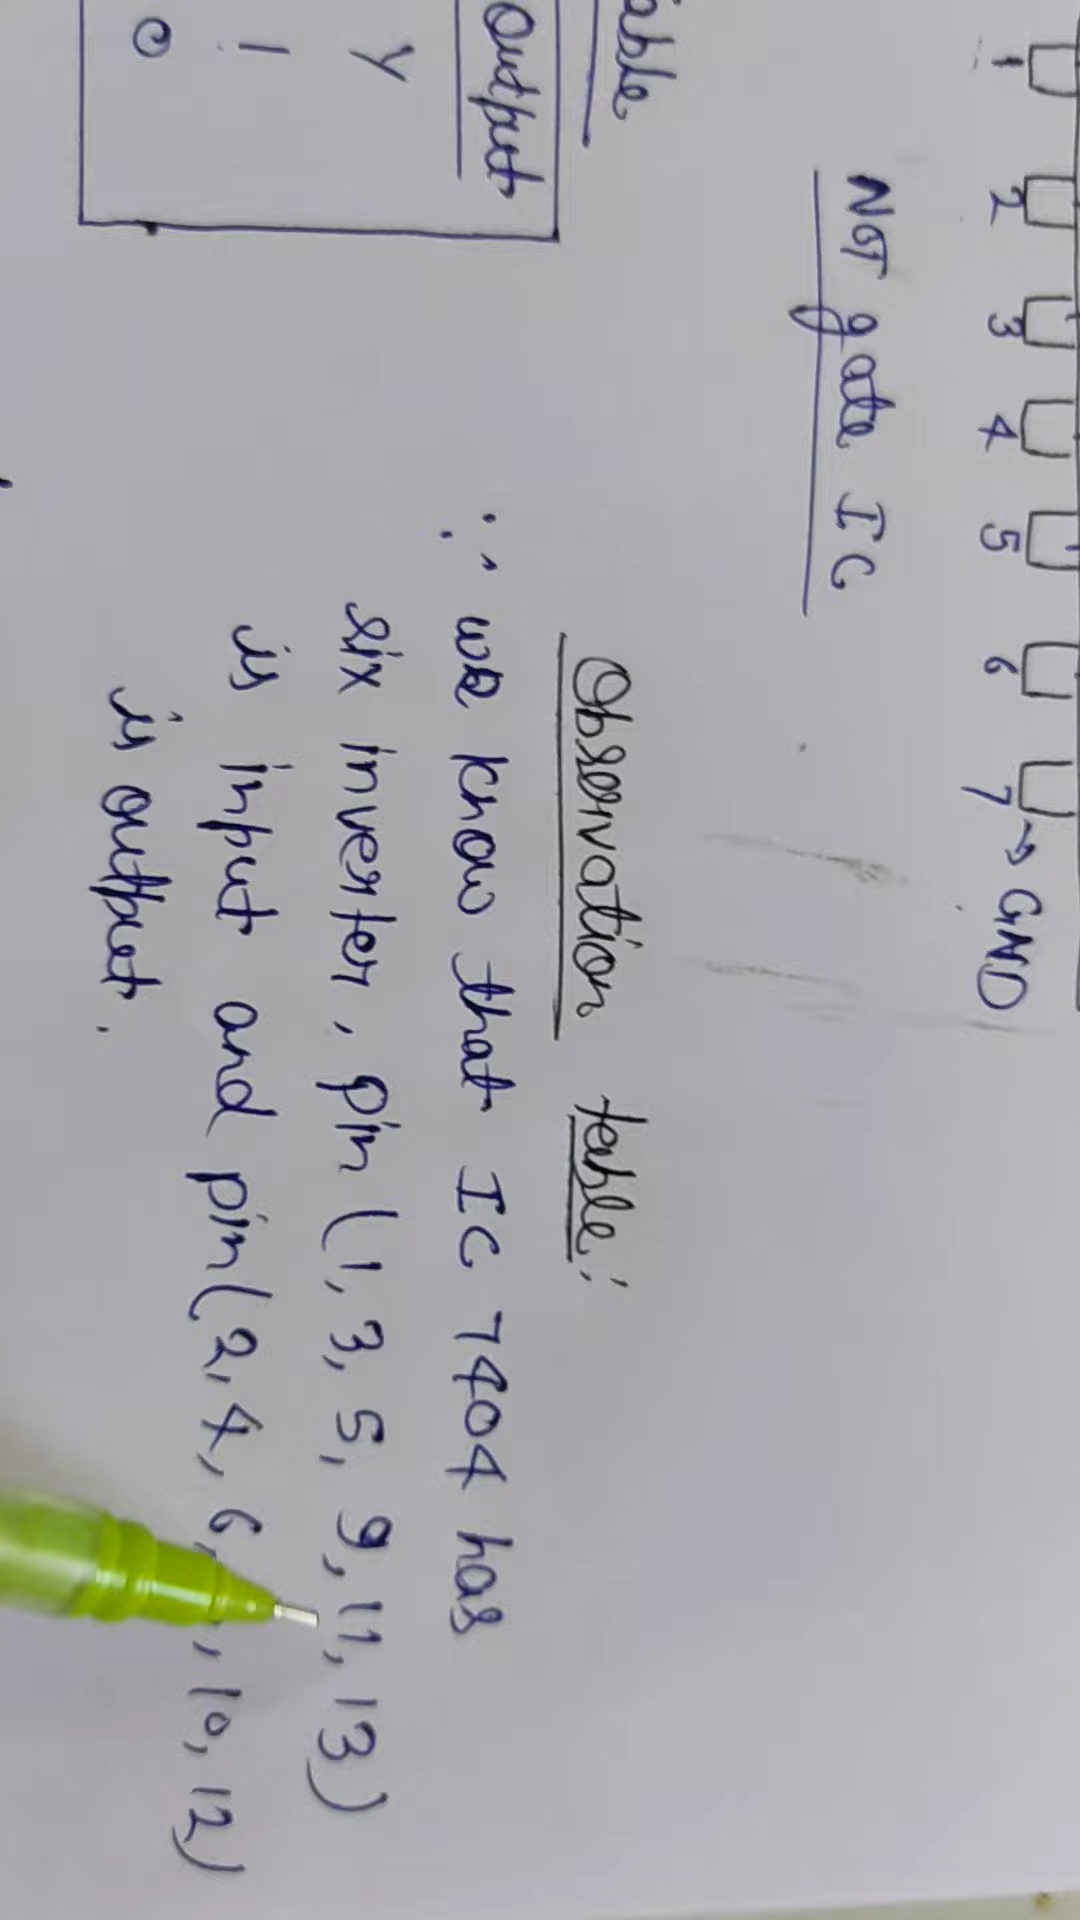 1 2 3 4 5 6 7 → GND
NOT gate IC
able
Output
Y
1
0
Observation table:
∵ we know that IC 7404 has
six inverter, pin (1, 3, 5, 9, 11, 13)
is input and pin (2, 4, 6, , 10, 12)
is output.